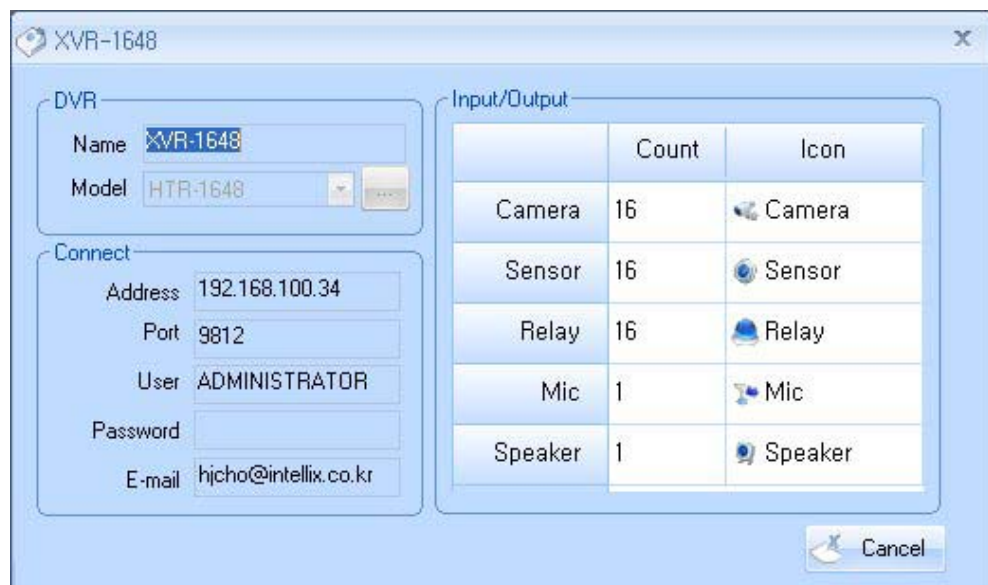 XVR-1648
DVR
Name XVR-1648
Model HTR-1648 ...
Connect
Address 192.168.100.34
Port 9812
User ADMINISTRATOR
Password
E-mail hjcho@intellix.co.kr
Input/Output
Count Icon
Camera 16 Camera
Sensor 16 Sensor
Relay 16 Relay
Mic 1 Mic
Speaker 1 Speaker
Cancel